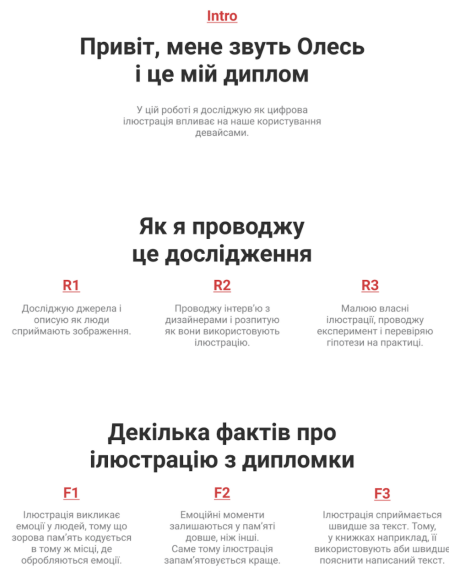 Intro
Привіт, мене звуть Олесь
і це мій диплом
У цій роботі я досліджую як цифрова
ілюстрація впливає на наше користування
девайсами.
Як я проводжу
це дослідження
R1
Досліджую джерела і
описую як люди
сприймають зображення.
R2
Проводжу інтерв'ю з
дизайнерами і розпитую
як вони використовують
ілюстрацію.
R3
Малюю власні
ілюстрації, проводжу
експеримент і перевіряю
гіпотези на практиці.
Декілька фактів про
ілюстрацію з дипломки
F1
Ілюстрація викликає
емоції у людей, тому що
зорова пам'ять кодується
в тому ж місці, де
обробляються емоції.
F2
Емоційні моменти
залишаються у пам'яті
довше, ніж інші.
Саме тому ілюстрація
запам'ятовується краще.
F3
Ілюстрація сприймається
швидше за текст. Тому,
у книжках наприклад, її
використовують аби швидше
пояснити написаний текст.